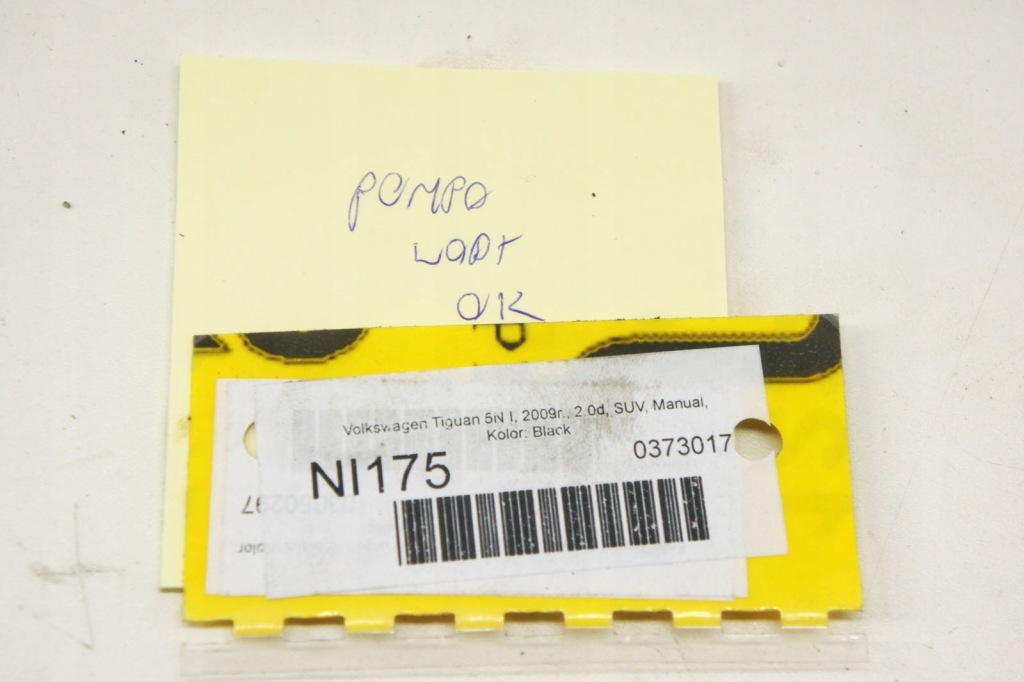 POMPA
WODY
OK
Volkswagen Tiguan 5N I, 2009r., 2.0d, SUV, Manual,
Kolor: Black
NI175
0373017